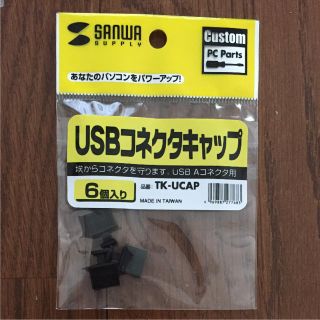 SANWA
SUPPLY
Custom
PC Parts
あなたのパソコンをパワーアップ!
USBコネクタキャップ
埃からコネクタを守ります。USB Aコネクタ用
6個入り
品番: TK-UCAP
MADE IN TAIWAN